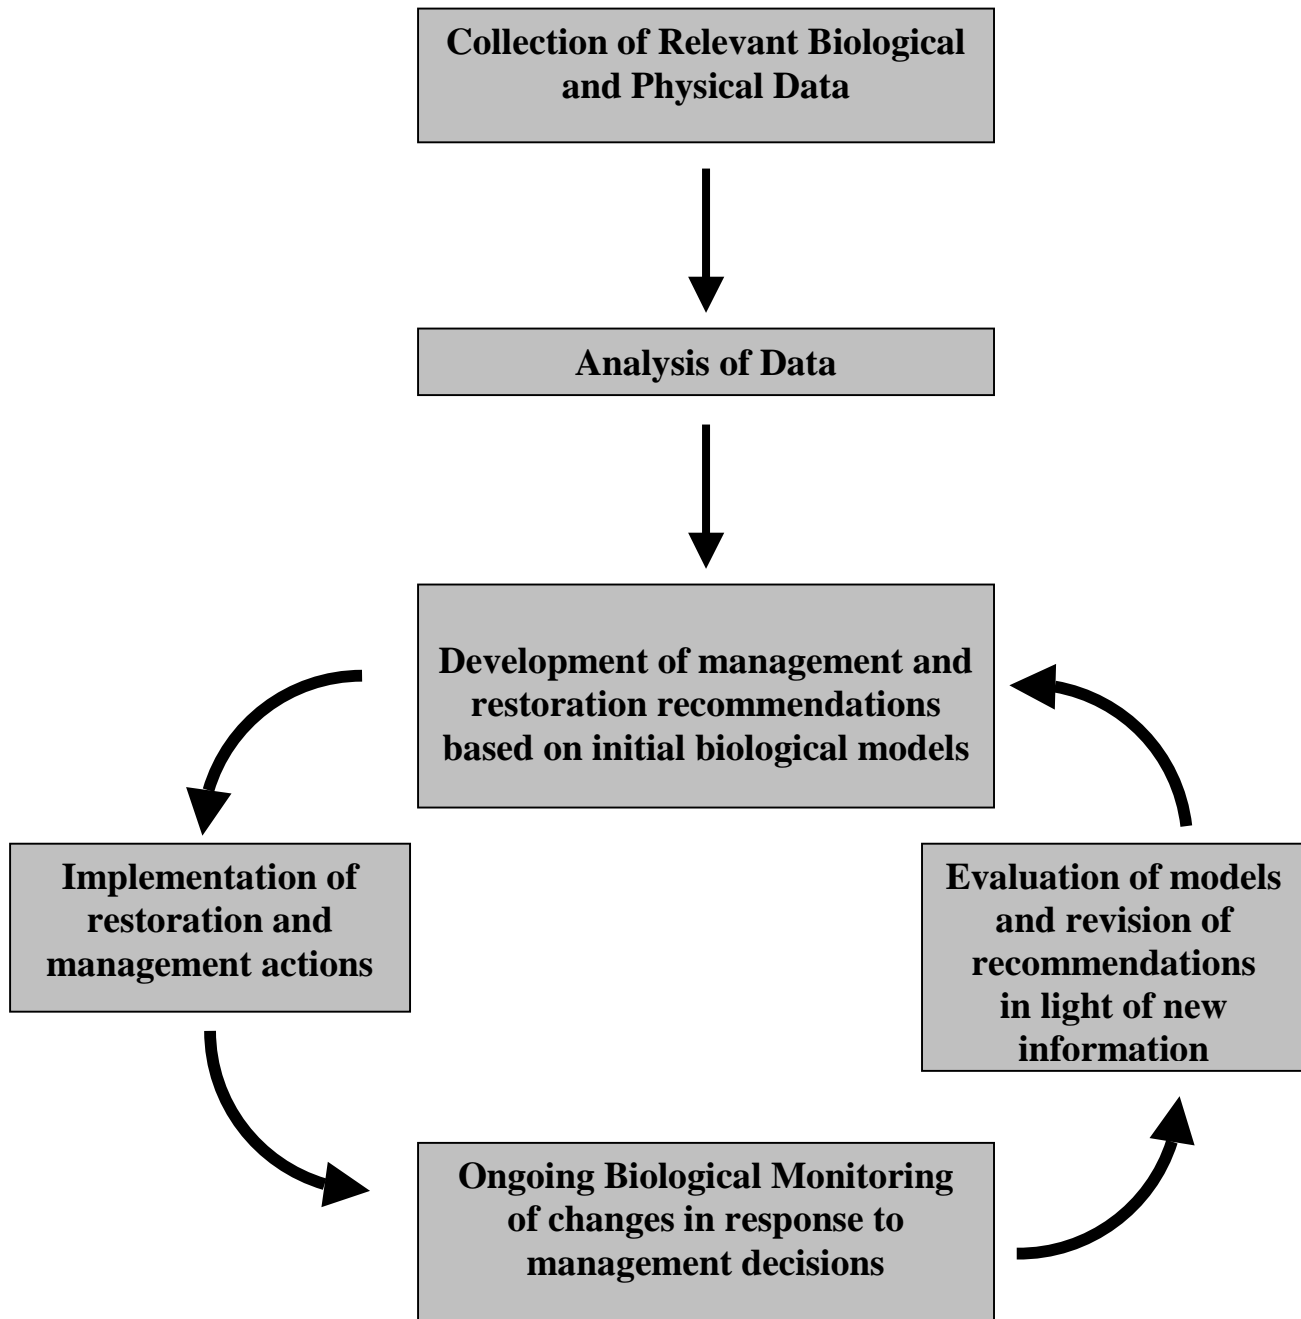 Collection of Relevant Biological
and Physical Data
Analysis of Data
Development of management and
restoration recommendations
based on initial biological models
Implementation of
restoration and
management actions
Evaluation of models
and revision of
recommendations
in light of new
information
Ongoing Biological Monitoring
of changes in response to
management decisions